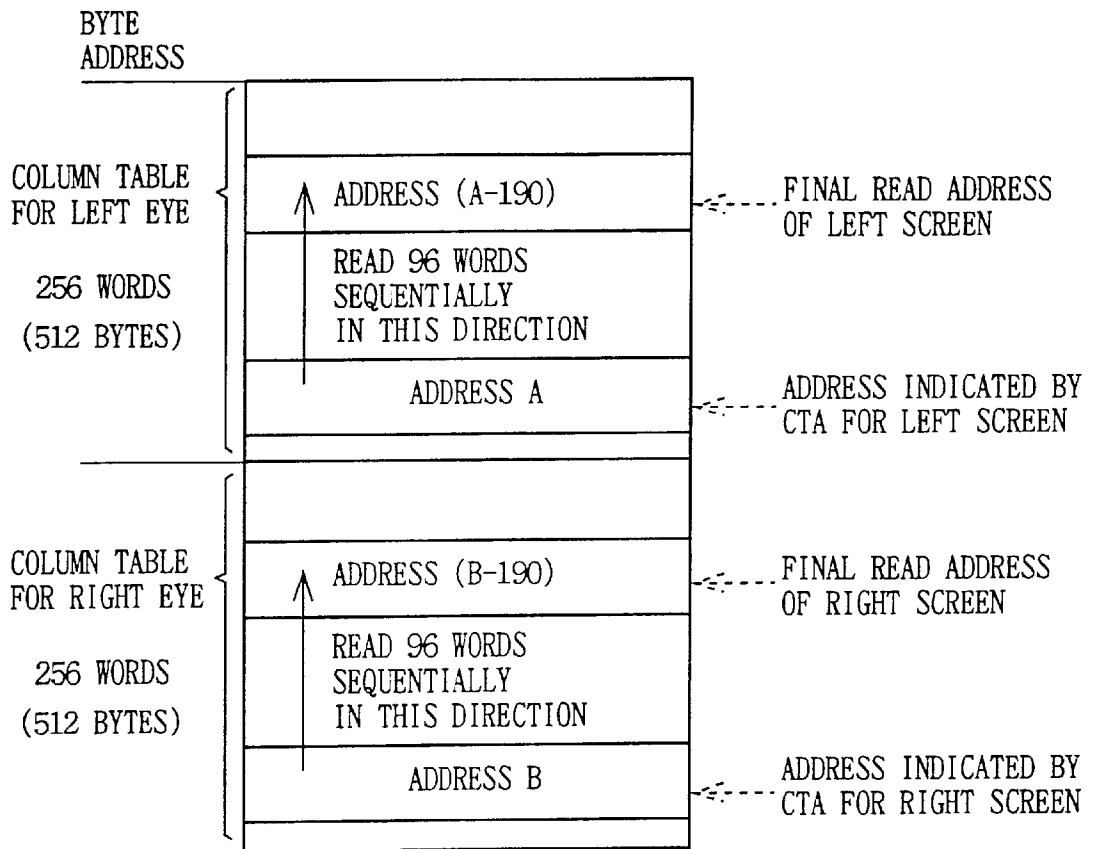 BYTE
ADDRESS
COLUMN TABLE
FOR LEFT EYE
256 WORDS
(512 BYTES)
ADDRESS (A-190)
READ 96 WORDS
SEQUENTIALLY
IN THIS DIRECTION
ADDRESS A
FINAL READ ADDRESS
OF LEFT SCREEN
ADDRESS INDICATED BY
CTA FOR LEFT SCREEN
COLUMN TABLE
FOR RIGHT EYE
256 WORDS
(512 BYTES)
ADDRESS (B-190)
READ 96 WORDS
SEQUENTIALLY
IN THIS DIRECTION
ADDRESS B
FINAL READ ADDRESS
OF RIGHT SCREEN
ADDRESS INDICATED BY
CTA FOR RIGHT SCREEN